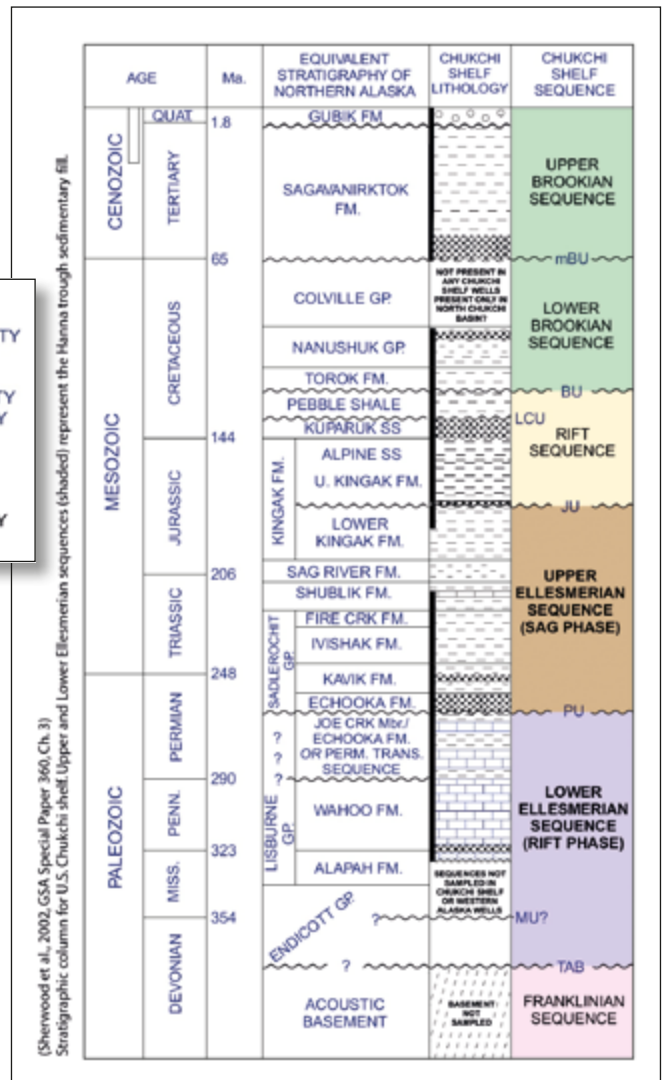 AGE
Ma.
EQUIVALENT
STRATIGRAPHY OF
NORTHERN ALASKA
CHUKCHI
SHELF
LITHOLOGY
CHUKCHI
SHELF
SEQUENCE
CENOZOIC
QUAT.
1.8
GUBIK FM
TERTIARY
SAGAVANIRKTOK
FM.
UPPER
BROOKIAN
SEQUENCE
65
mBU
MESOZOIC
CRETACEOUS
COLVILLE GP.
NOT PRESENT IN
ANY CHUKCHI
SHELF WELLS
PRESENT ONLY IN
NORTH CHUKCHI
BASIN?
LOWER
BROOKIAN
SEQUENCE
NANUSHUK GP.
TOROK FM.
BU
PEBBLE SHALE
LCU
KUPARUK SS
RIFT
SEQUENCE
144
JURASSIC
KINGAK FM.
ALPINE SS
U. KINGAK FM.
JU
LOWER
KINGAK FM.
206
SAG RIVER FM.
UPPER
ELLESMERIAN
SEQUENCE
(SAG PHASE)
TRIASSIC
SHUBLIK FM.
SADLEROCHIT
GP.
FIRE CRK FM.
IVISHAK FM.
248
KAVIK FM.
ECHOOKA FM.
PU
PALEOZOIC
PERMIAN
?
?
?
JOE CRK Mbr./
ECHOOKA FM.
OR PERM. TRANS.
SEQUENCE
290
PENN.
LISBURNE
GP.
WAHOO FM.
LOWER
ELLESMERIAN
SEQUENCE
(RIFT PHASE)
323
MISS.
ALAPAH FM.
SEQUENCES NOT
SAMPLED IN
CHUKCHI SHELF
OR WESTERN
ALASKA WELLS
354
ENDICOTT GP.
?
MU?
DEVONIAN
?
TAB
ACOUSTIC
BASEMENT
BASEMENT
NOT
SAMPLED
FRANKLINIAN
SEQUENCE
(Sherwood et al., 2002, GSA Special Paper 360, Ch. 3)
Stratigraphic column for U.S. Chukchi shelf. Upper and Lower Ellesmerian sequences (shaded) represent the Hanna trough sedimentary fill.
TY
TY
Y
Y